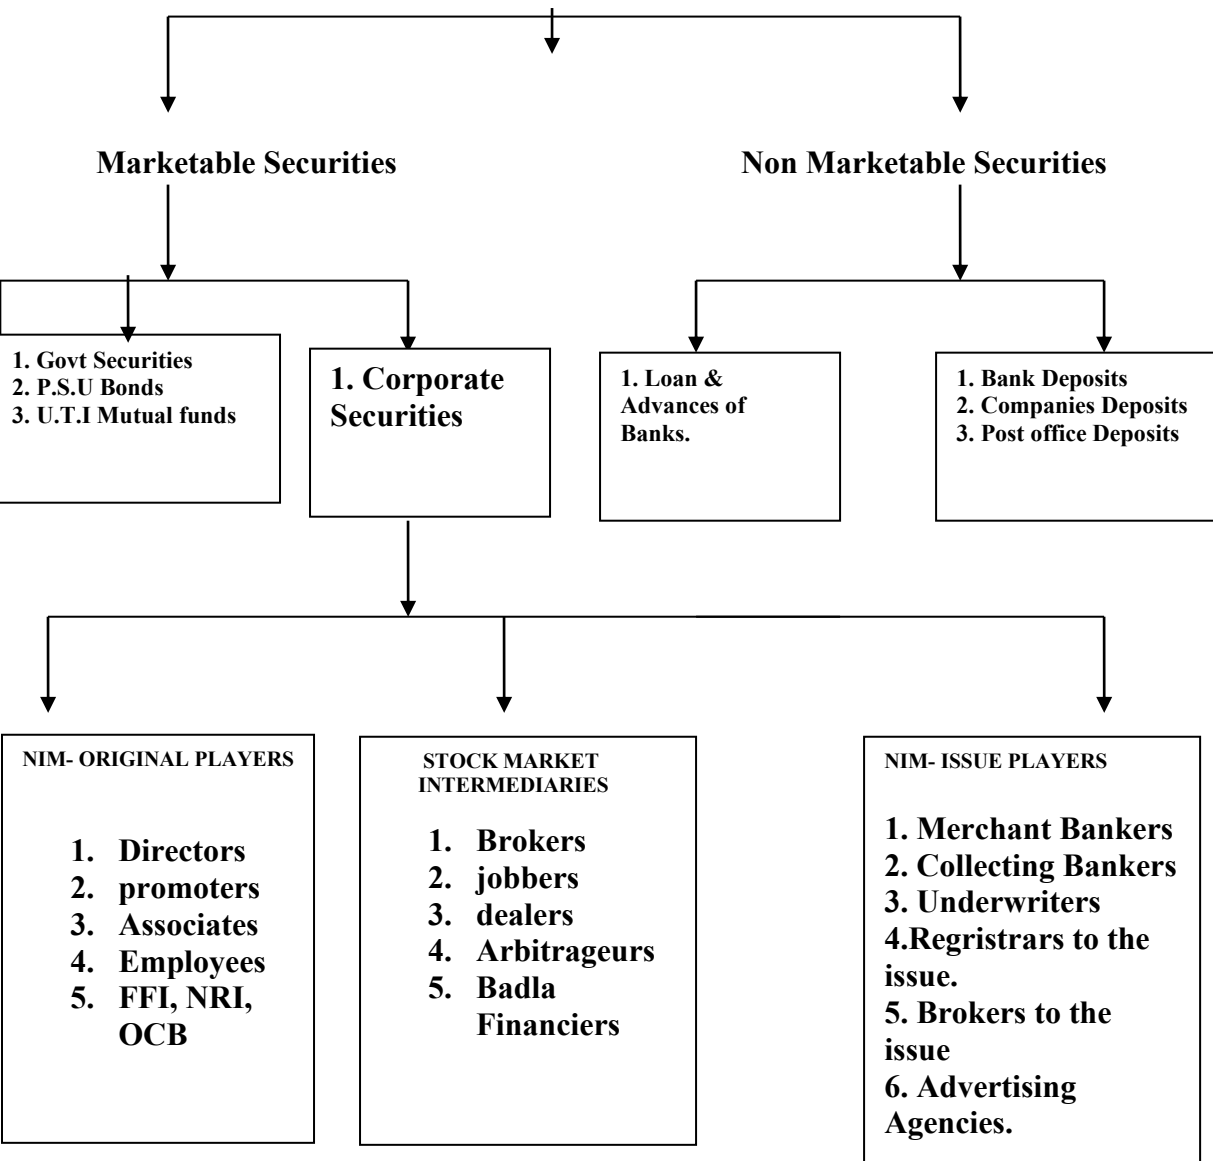 Marketable Securities
Non Marketable Securities
1. Govt Securities
2. P.S.U Bonds
3. U.T.I Mutual funds
1. Corporate
Securities
1. Loan &
Advances of
Banks.
1. Bank Deposits
2. Companies Deposits
3. Post office Deposits
NIM- ORIGINAL PLAYERS
1. Directors
2. promoters
3. Associates
4. Employees
5. FFI, NRI,
OCB
STOCK MARKET
INTERMEDIARIES
1. Brokers
2. jobbers
3. dealers
4. Arbitrageurs
5. Badla
Financiers
NIM- ISSUE PLAYERS
1. Merchant Bankers
2. Collecting Bankers
3. Underwriters
4.Regristrars to the
issue.
5. Brokers to the
issue
6. Advertising
Agencies.